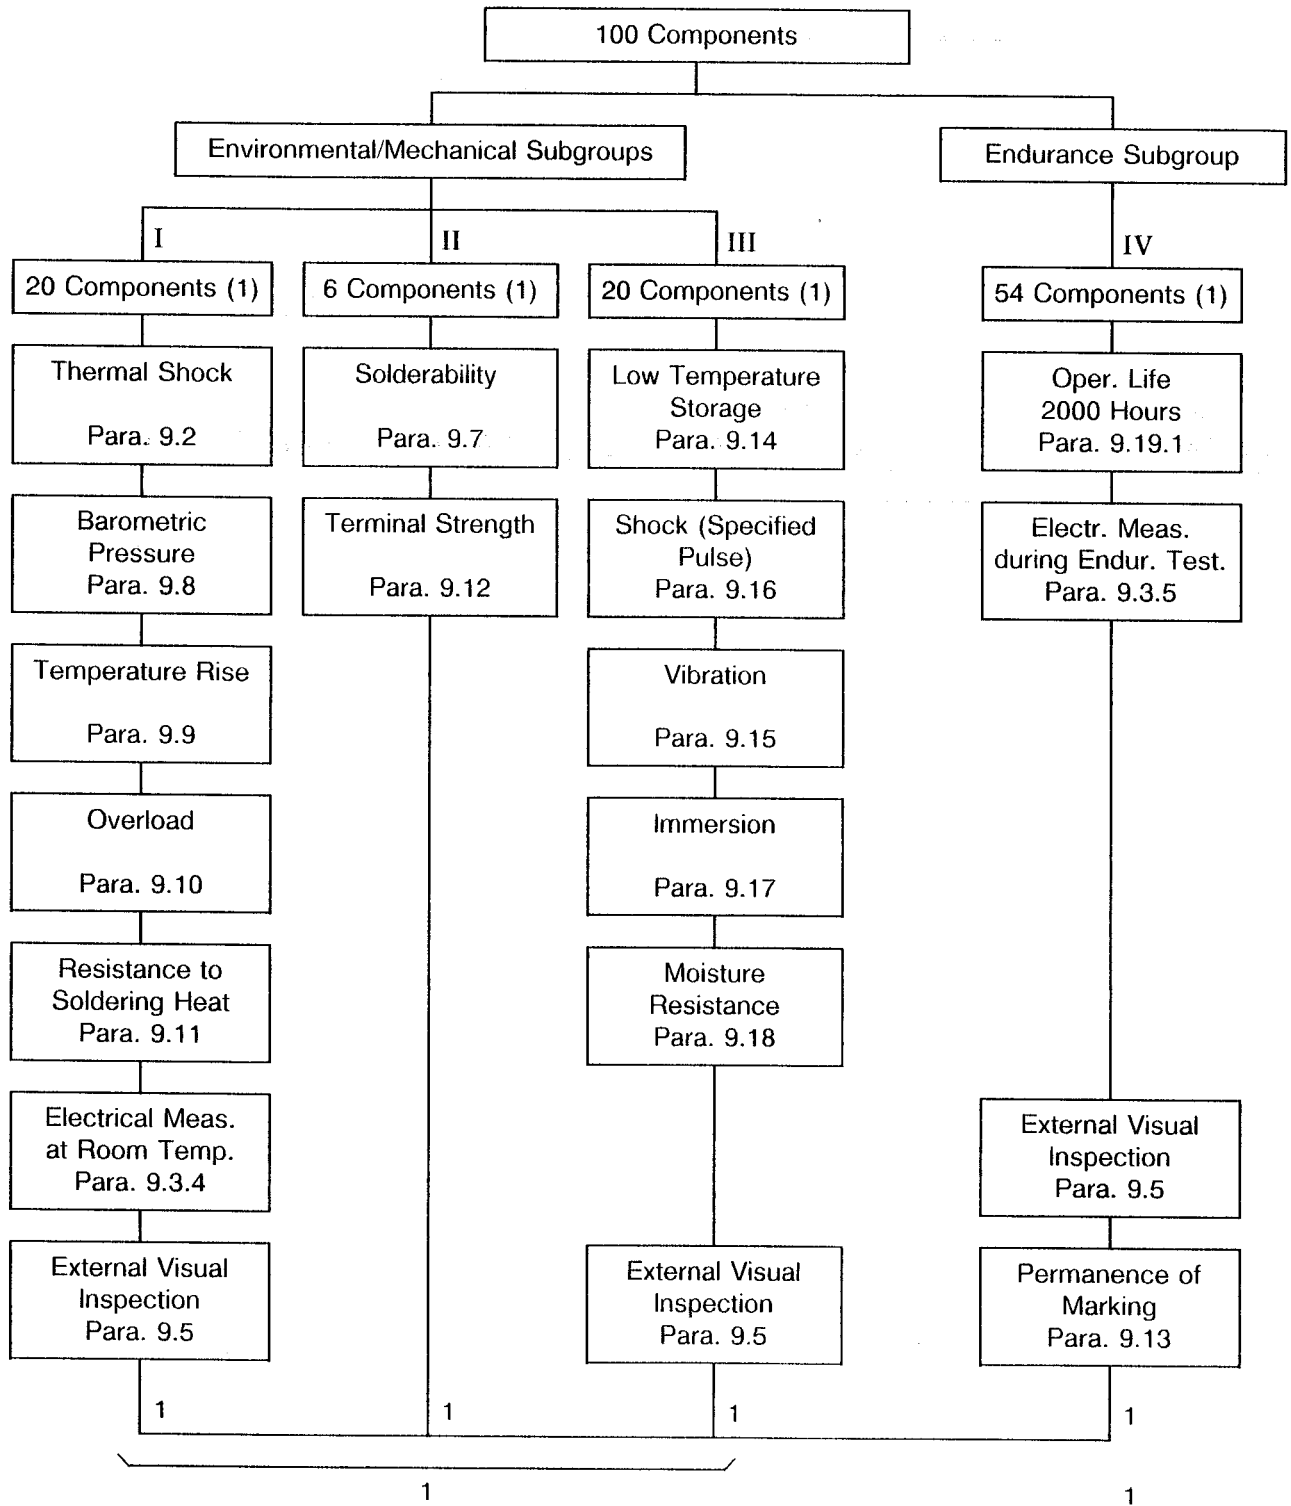 100 Components
Environmental/Mechanical Subgroups
Endurance Subgroup
I
II
III
IV
20 Components (1)
6 Components (1)
20 Components (1)
54 Components (1)
Thermal Shock
Para. 9.2
Barometric
Pressure
Para. 9.8
Temperature Rise
Para. 9.9
Overload
Para. 9.10
Resistance to
Soldering Heat
Para. 9.11
Electrical Meas.
at Room Temp.
Para. 9.3.4
External Visual
Inspection
Para. 9.5
1
Solderability
Para. 9.7
Terminal Strength
Para. 9.12
1
Low Temperature
Storage
Para. 9.14
Shock (Specified
Pulse)
Para. 9.16
Vibration
Para. 9.15
Immersion
Para. 9.17
Moisture
Resistance
Para. 9.18
External Visual
Inspection
Para. 9.5
1
Oper. Life
2000 Hours
Para. 9.19.1
Electr. Meas.
during Endur. Test.
Para. 9.3.5
External Visual
Inspection
Para. 9.5
Permanence of
Marking
Para. 9.13
1
1
1